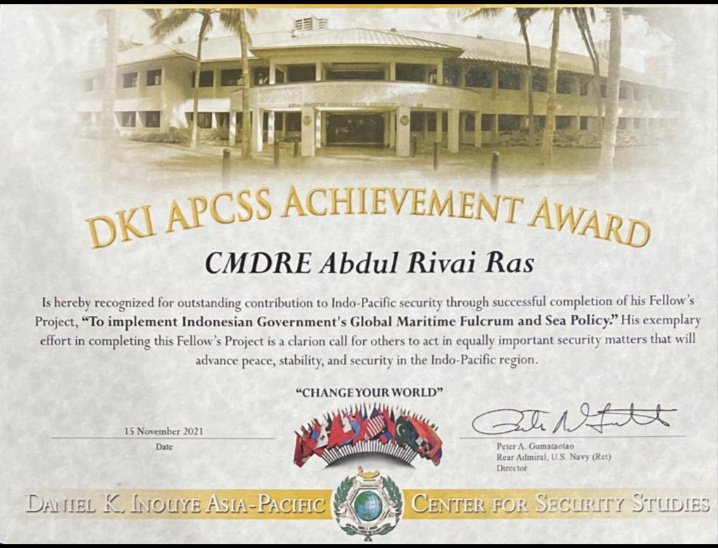 DKI APCSS ACHIEVEMENT AWARD
CMDRE Abdul Rivai Ras
Is hereby recognized for outstanding contribution to Indo-Pacific security through successful completion of his Fellow's
Project, “To implement Indonesian Government's Global Maritime Fulcrum and Sea Policy.” His exemplary
effort in completing this Fellow's Project is a clarion call for others to act in equally important security matters that will
advance peace, stability, and security in the Indo-Pacific region.
“CHANGE YOUR WORLD”
15 November 2021
Date
Peter A. Gumataotao
Rear Admiral, U.S. Navy (Ret)
Director
DANIEL K. INOUYE ASIA-PACIFIC CENTER FOR SECURITY STUDIES